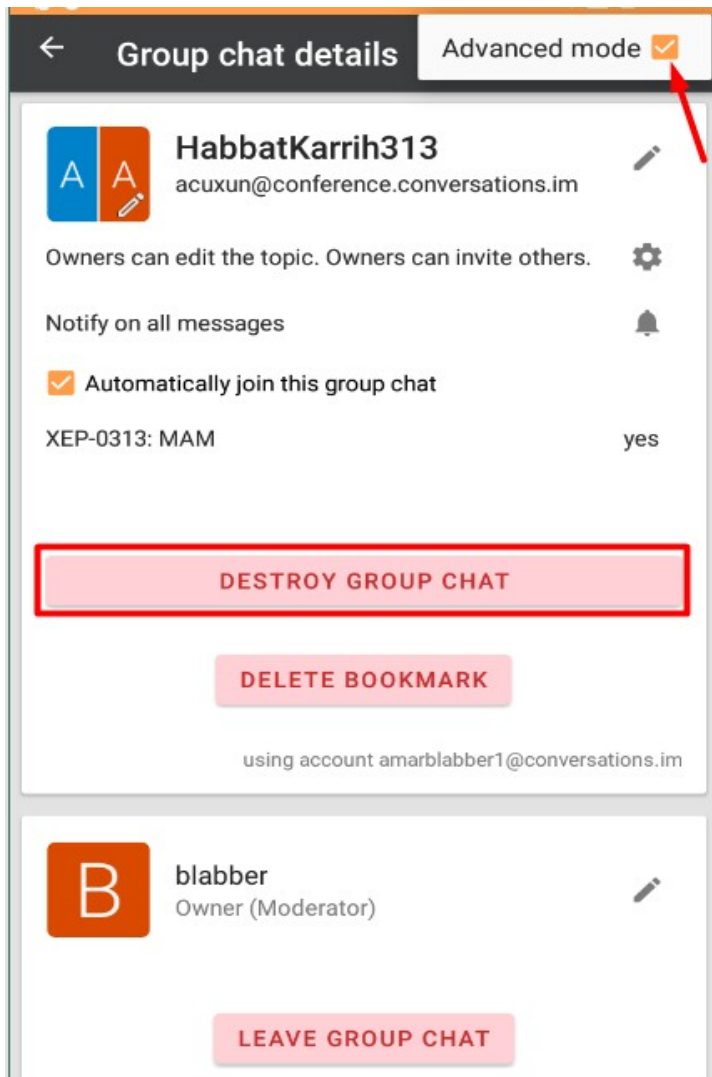 Group chat details
Advanced mode
A A
HabbatKarrih313
acuxun@conference.conversations.im
Owners can edit the topic. Owners can invite others.
Notify on all messages
Automatically join this group chat
XEP-0313: MAM yes
DESTROY GROUP CHAT
DELETE BOOKMARK
using account amarblabber1@conversations.im
B
blabber
Owner (Moderator)
LEAVE GROUP CHAT